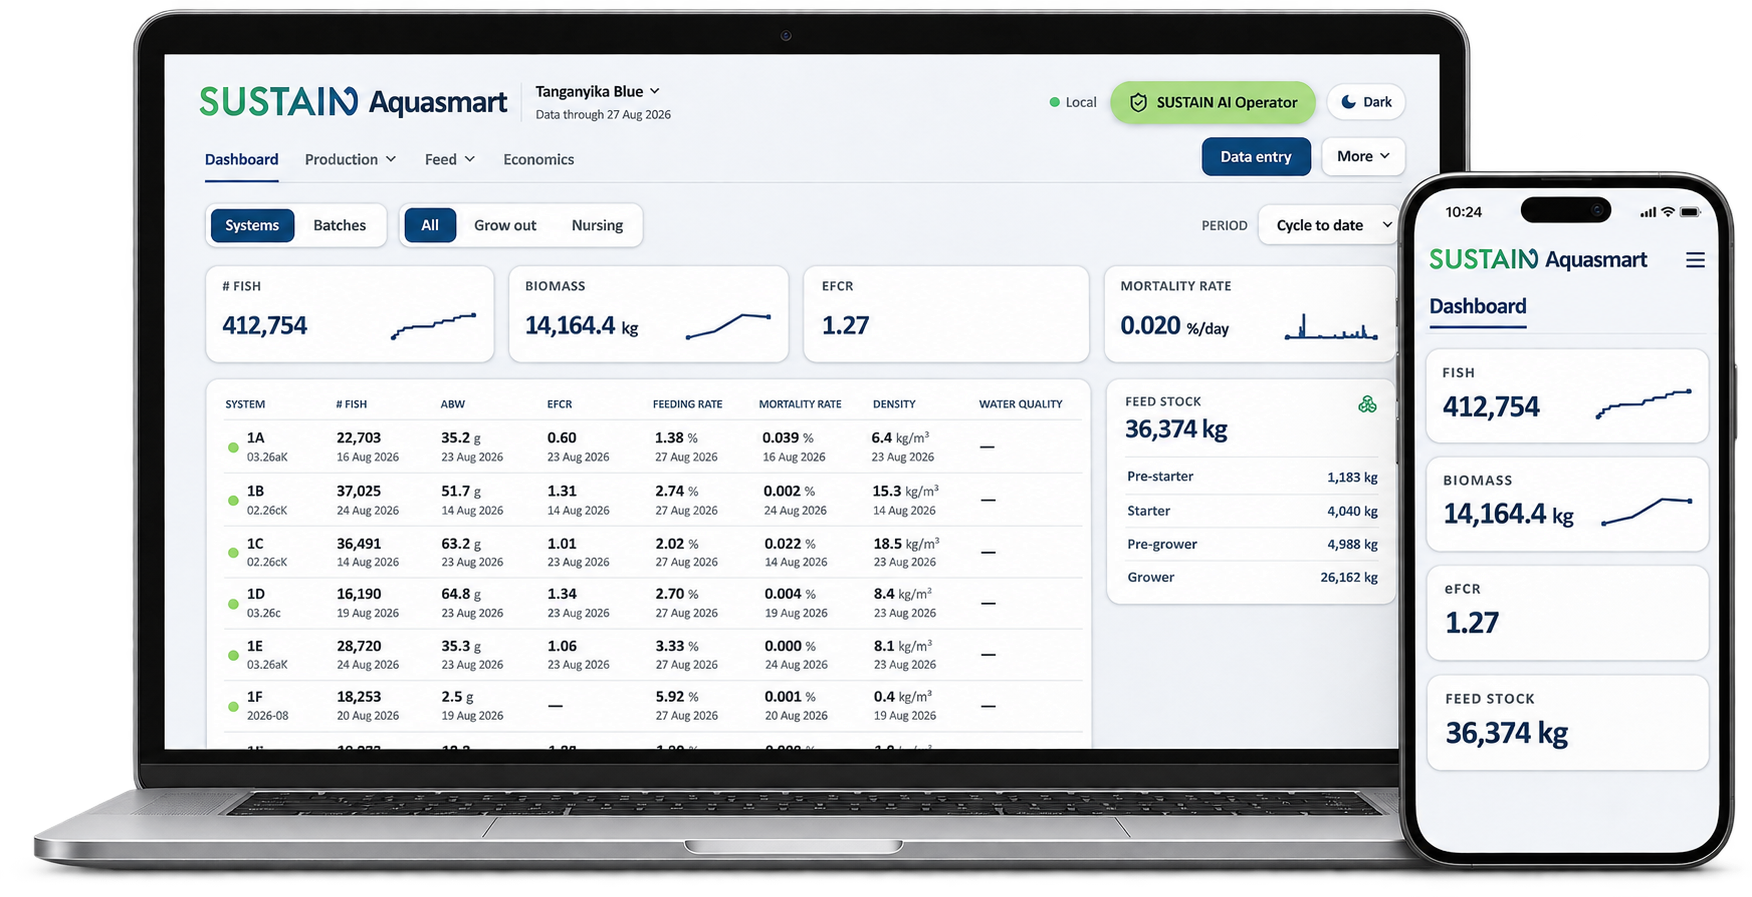 SUSTAIN Aquasmart
Tanganyika Blue
Data through 27 Aug 2026
Local
SUSTAIN AI Operator
Dark
Dashboard Production Feed Economics
Data entry
More
Systems Batches
All Grow out Nursing
PERIOD Cycle to date
# FISH
412,754
BIOMASS
14,164.4 kg
EFCR
1.27
MORTALITY RATE
0.020 %/day
SYSTEM # FISH ABW EFCR FEEDING RATE MORTALITY RATE DENSITY WATER QUALITY
1A 22,703 35.2 g 0.60 1.38 % 0.039 % 6.4 kg/m³ —
03.26aK 16 Aug 2026 23 Aug 2026 23 Aug 2026 27 Aug 2026 16 Aug 2026 23 Aug 2026
1B 37,025 51.7 g 1.31 2.74 % 0.002 % 15.3 kg/m³ —
02.26cK 24 Aug 2026 14 Aug 2026 14 Aug 2026 27 Aug 2026 24 Aug 2026 14 Aug 2026
1C 36,491 63.2 g 1.01 2.02 % 0.022 % 18.5 kg/m³ —
02.26cK 14 Aug 2026 23 Aug 2026 23 Aug 2026 27 Aug 2026 14 Aug 2026 23 Aug 2026
1D 16,190 64.8 g 1.34 2.70 % 0.004 % 8.4 kg/m² —
03.26c 19 Aug 2026 23 Aug 2026 23 Aug 2026 27 Aug 2026 19 Aug 2026 23 Aug 2026
1E 28,720 35.3 g 1.06 3.33 % 0.000 % 8.1 kg/m³ —
03.26aK 24 Aug 2026 23 Aug 2026 23 Aug 2026 27 Aug 2026 24 Aug 2026 23 Aug 2026
1F 18,253 2.5 g — 5.92 % 0.001 % 0.4 kg/m³ —
2026-08 20 Aug 2026 19 Aug 2026 27 Aug 2026 20 Aug 2026 19 Aug 2026
FEED STOCK
36,374 kg
Pre-starter 1,183 kg
Starter 4,040 kg
Pre-grower 4,988 kg
Grower 26,162 kg
10:24
SUSTAIN Aquasmart
Dashboard
FISH
412,754
BIOMASS
14,164.4 kg
eFCR
1.27
FEED STOCK
36,374 kg